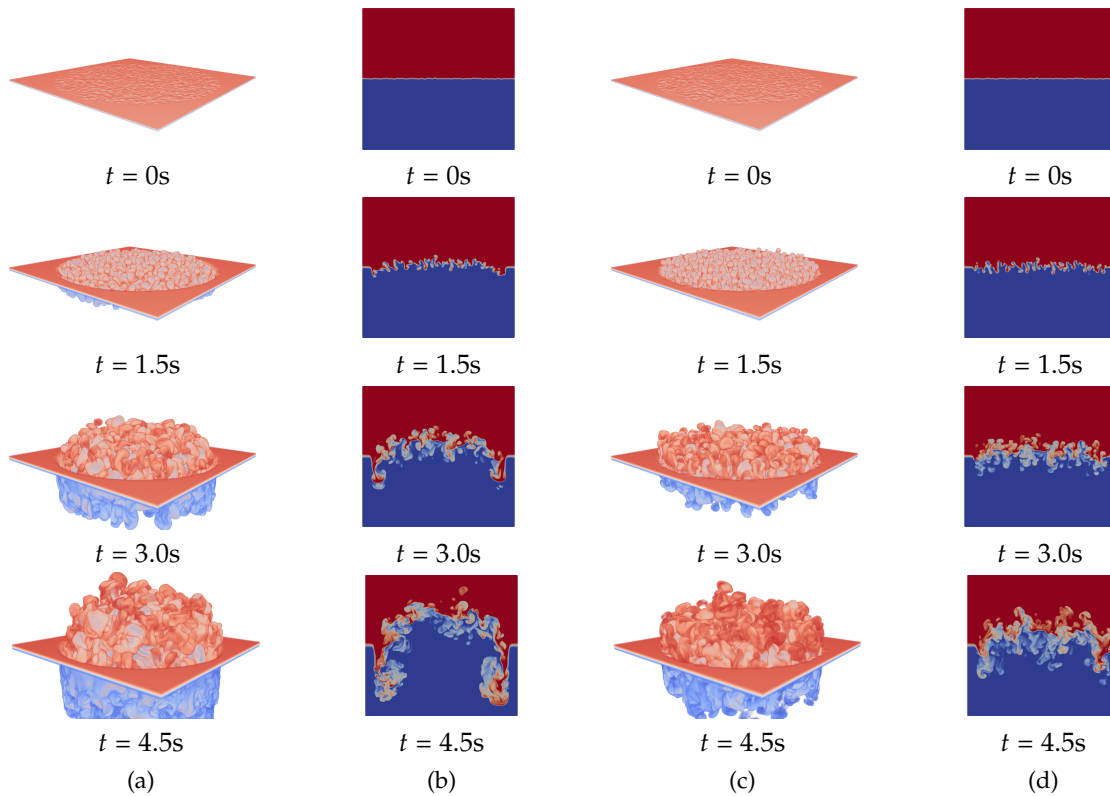 t = 0s t = 0s t = 0s t = 0s
t = 1.5s t = 1.5s t = 1.5s t = 1.5s
t = 3.0s t = 3.0s t = 3.0s t = 3.0s
t = 4.5s t = 4.5s t = 4.5s t = 4.5s
(a) (b) (c) (d)